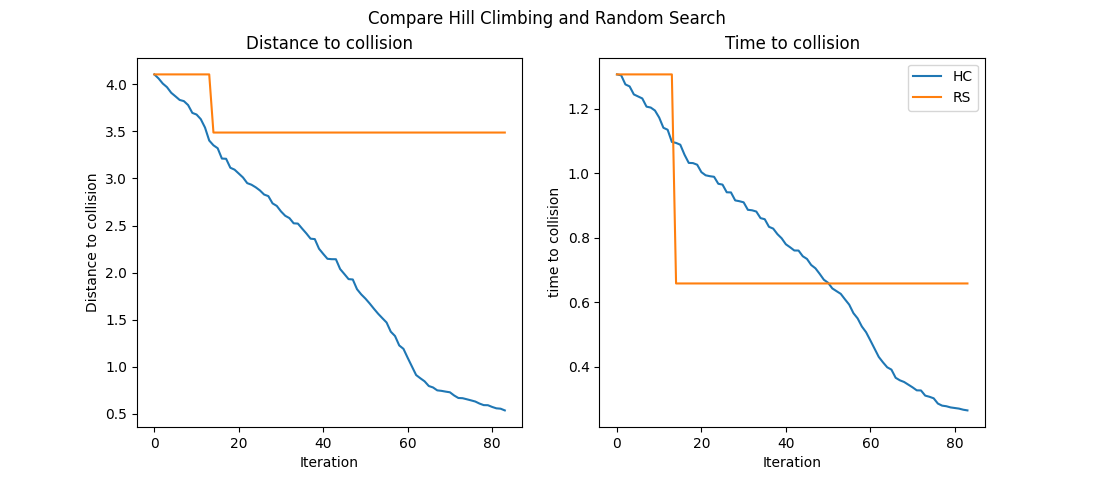 Compare Hill Climbing and Random Search
Distance to collision
Distance to collision
4.0
3.5
3.0
2.5
2.0
1.5
1.0
0.5
0
20
40
60
80
Iteration
Time to collision
time to collision
1.2
1.0
0.8
0.6
0.4
0
20
40
60
80
Iteration
HC
RS